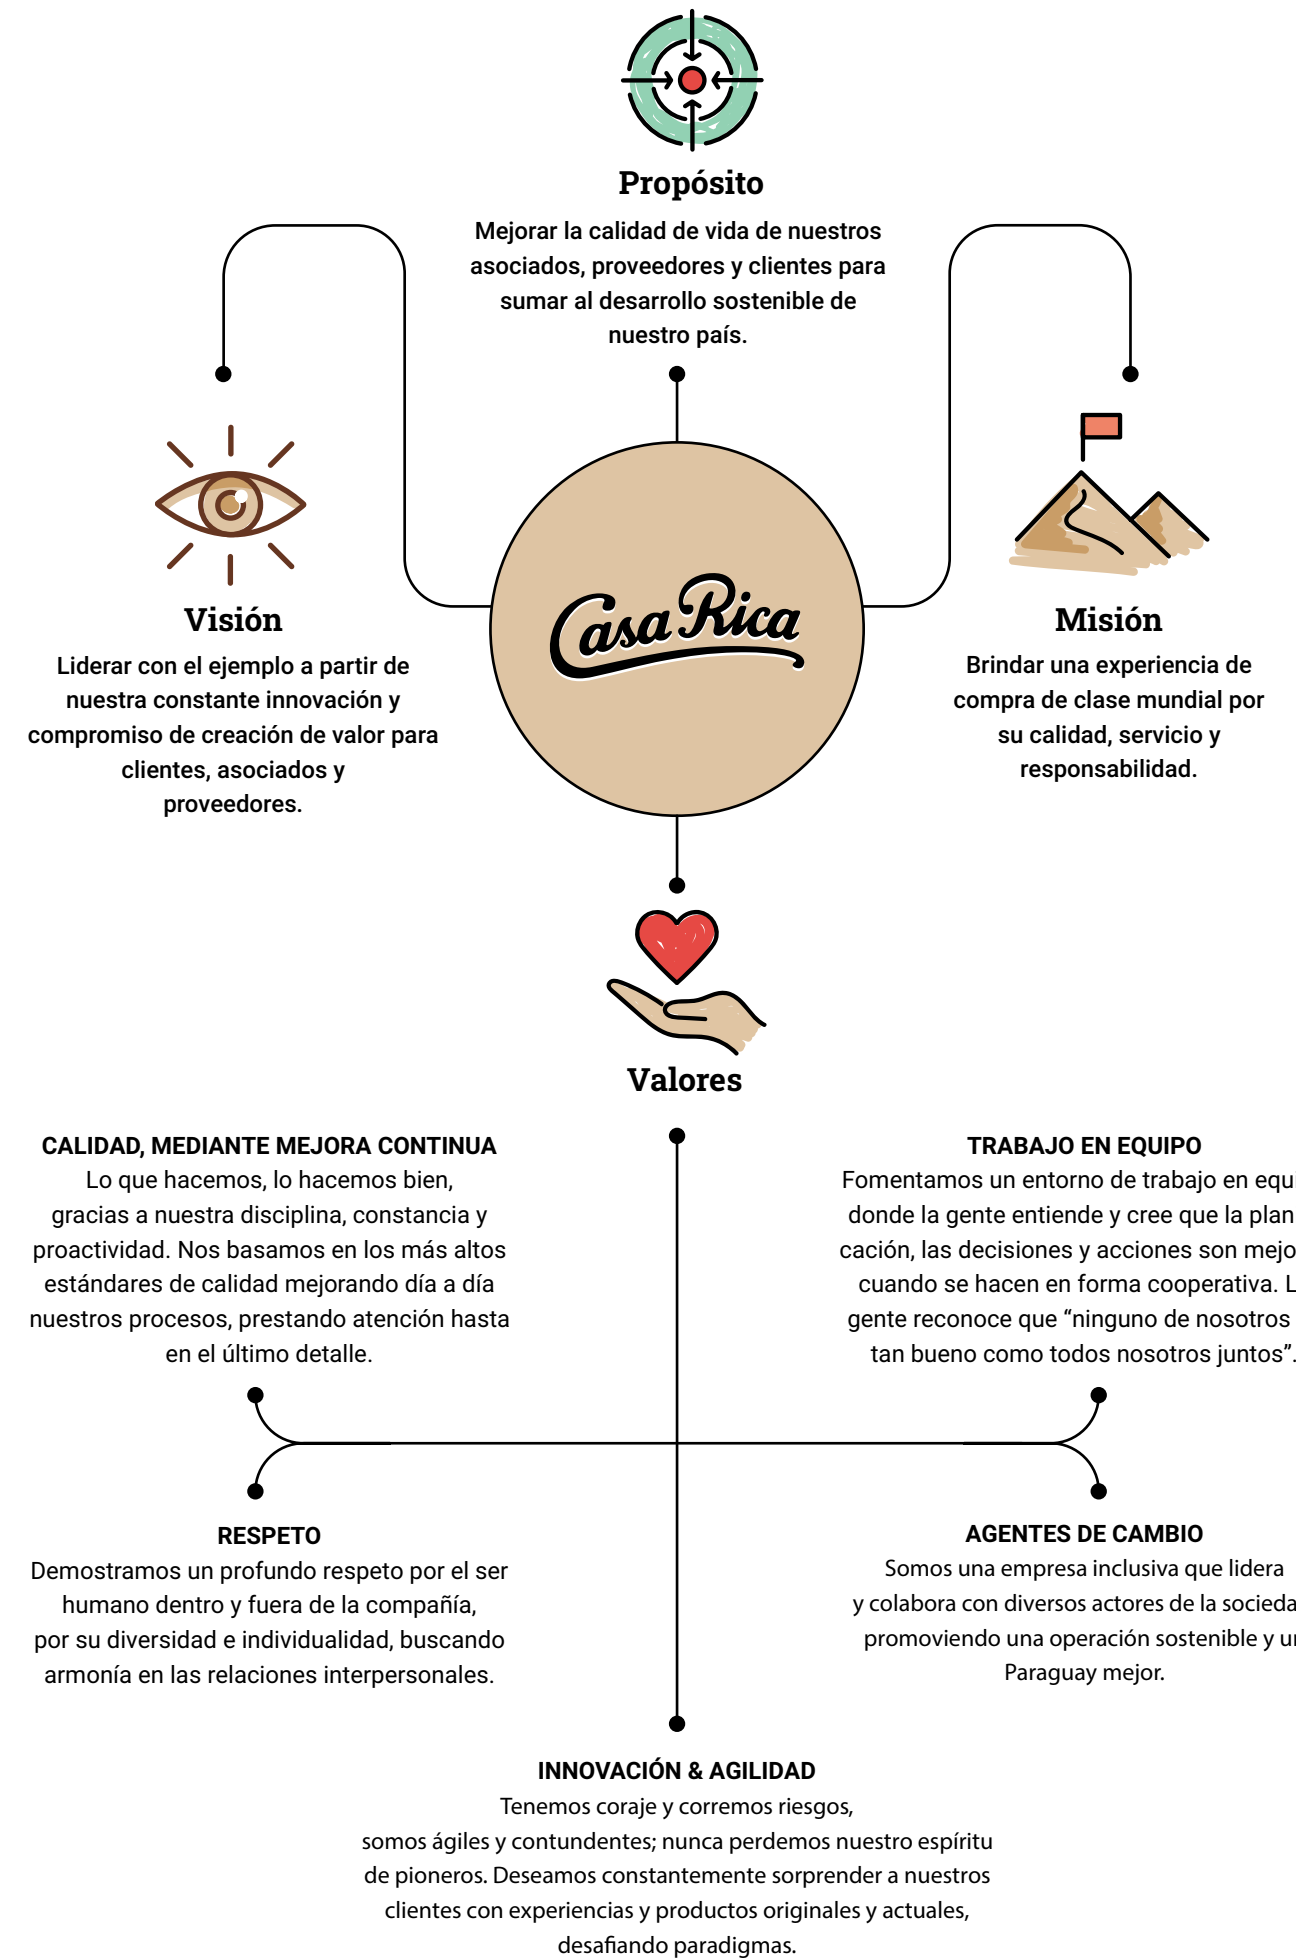 Propósito
Mejorar la calidad de vida de nuestros
asociados, proveedores y clientes para
sumar al desarrollo sostenible de
nuestro país.
Casa Rica
Visión
Liderar con el ejemplo a partir de
nuestra constante innovación y
compromiso de creación de valor para
clientes, asociados y
proveedores.
Misión
Brindar una experiencia de
compra de clase mundial por
su calidad, servicio y
responsabilidad.
Valores
CALIDAD, MEDIANTE MEJORA CONTINUA
Lo que hacemos, lo hacemos bien,
gracias a nuestra disciplina, constancia y
proactividad. Nos basamos en los más altos
estándares de calidad mejorando día a día
nuestros procesos, prestando atención hasta
en el último detalle.
TRABAJO EN EQUIPO
Fomentamos un entorno de trabajo en equi
donde la gente entiende y cree que la plan
cación, las decisiones y acciones son mejo
cuando se hacen en forma cooperativa. L
gente reconoce que “ninguno de nosotros
tan bueno como todos nosotros juntos”.
RESPETO
Demostramos un profundo respeto por el ser
humano dentro y fuera de la compañía,
por su diversidad e individualidad, buscando
armonía en las relaciones interpersonales.
AGENTES DE CAMBIO
Somos una empresa inclusiva que lidera
y colabora con diversos actores de la socieda
promoviendo una operación sostenible y un
Paraguay mejor.
INNOVACIÓN & AGILIDAD
Tenemos coraje y corremos riesgos,
somos ágiles y contundentes; nunca perdemos nuestro espíritu
de pioneros. Deseamos constantemente sorprender a nuestros
clientes con experiencias y productos originales y actuales,
desafiando paradigmas.